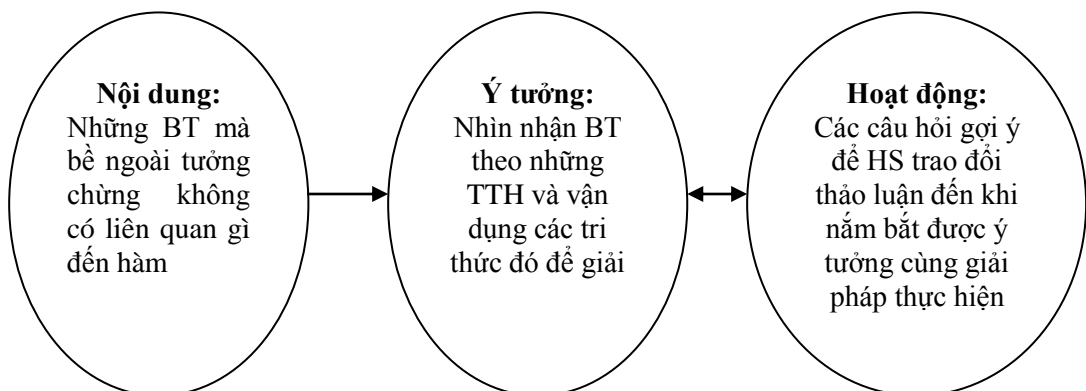 Nội dung:
Những BT mà
bề ngoài tưởng
chừng không
có liên quan gì
đến hàm
Ý tưởng:
Nhìn nhận BT
theo những
TTH và vận
dụng các tri
thức đó để giải
Hoạt động:
Các câu hỏi gợi ý
để HS trao đổi
thảo luận đến khi
nắm bắt được ý
tưởng cùng giải
pháp thực hiện